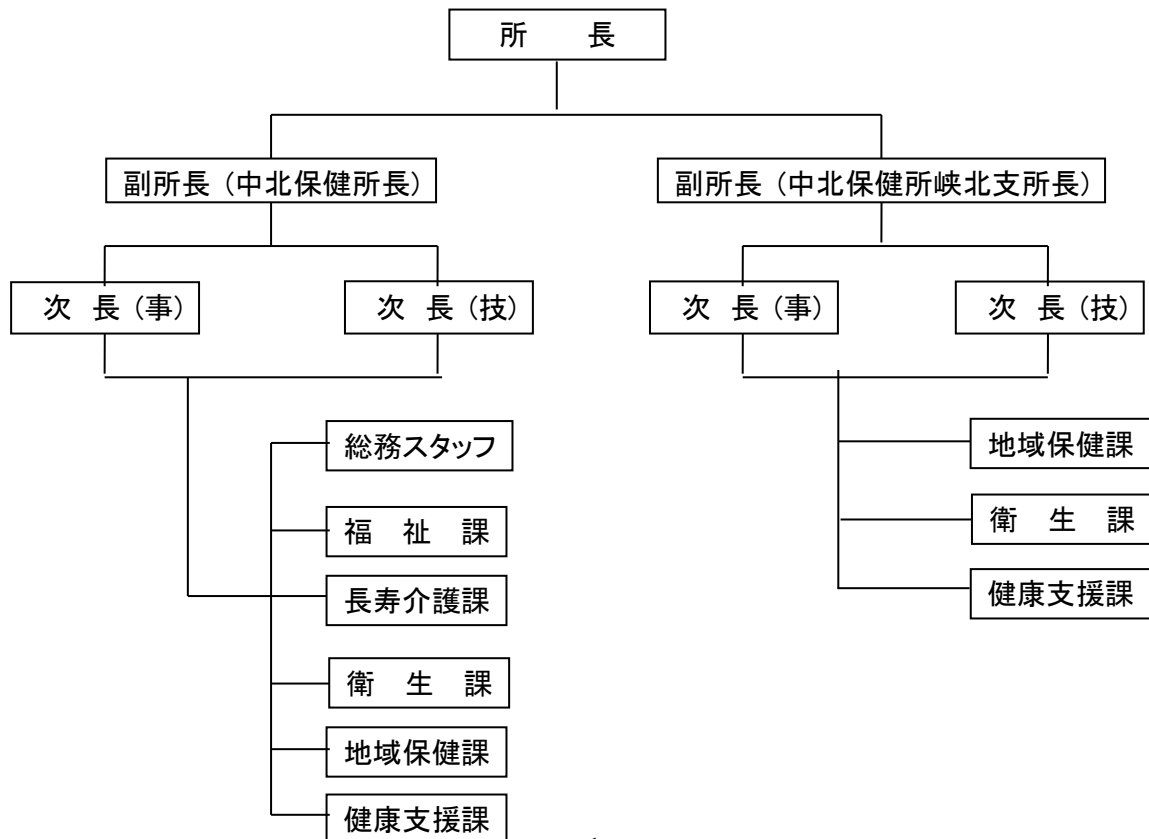 所　　長
副所長（中北保健所長）
副所長（中北保健所峡北支所長）
次　長（事）
次　長（技）
次　長（事）
次　長（技）
総務スタッフ
福　祉　課
長寿介護課
衛　生　課
地域保健課
健康支援課
地域保健課
衛　生　課
健康支援課